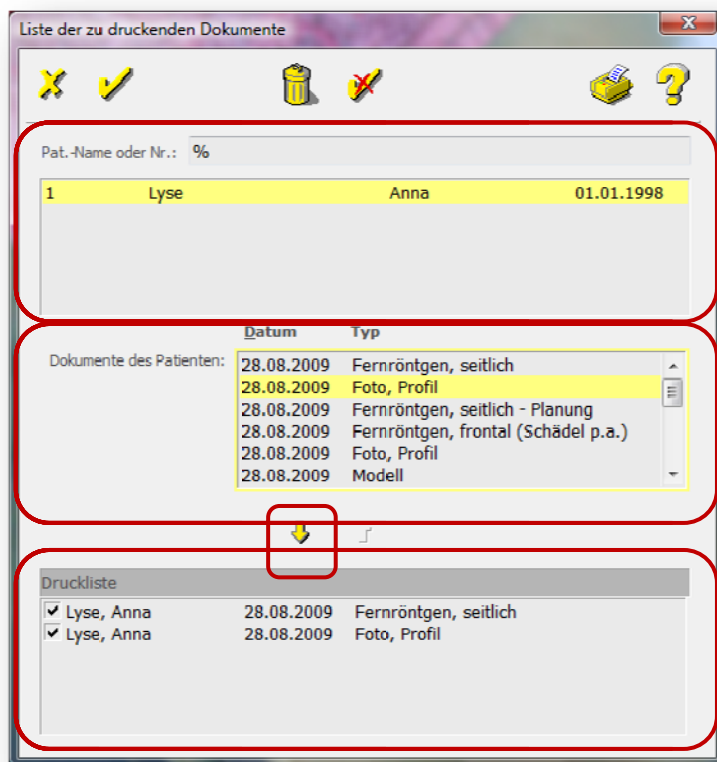 Liste der zu druckenden Dokumente
Pat.-Name oder Nr.: %
1 Lyse Anna 01.01.1998
Datum Typ
Dokumente des Patienten:
28.08.2009 Fernröntgen, seitlich
28.08.2009 Foto, Profil
28.08.2009 Fernröntgen, seitlich - Planung
28.08.2009 Fernröntgen, frontal (Schädel p.a.)
28.08.2009 Foto, Profil
28.08.2009 Modell
Druckliste
Lyse, Anna 28.08.2009 Fernröntgen, seitlich
Lyse, Anna 28.08.2009 Foto, Profil